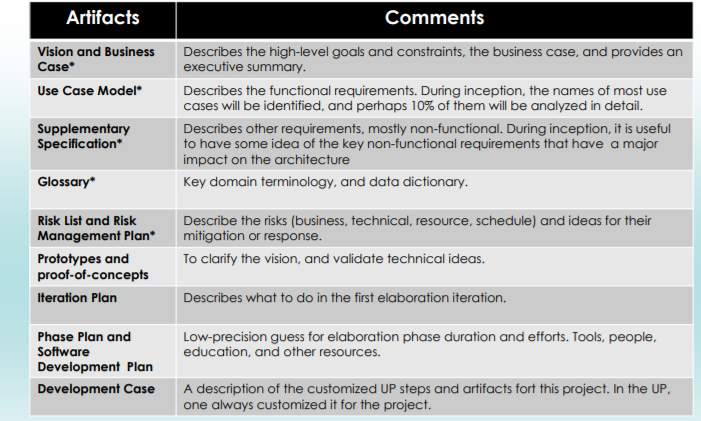 Artifacts Comments
Vision and Business Describes the high-level goals and constraints, the business case, and provides an
Case* executive summary.
Use Case Model* Describes the functional requirements. During inception, the names of most use
cases will be identified, and perhaps 10% of them will be analyzed in detail.
Supplementary Describes other requirements, mostly non-functional. During inception, it is useful
Specification* to have some idea of the key non-functional requirements that have a major
impact on the architecture
Glossary* Key domain terminology, and data dictionary.
Risk List and Risk Describe the risks (business, technical, resource, schedule) and ideas for their
Management Plan* mitigation or response.
Prototypes and To clarify the vision, and validate technical ideas.
proof-of-concepts
Iteration Plan Describes what to do in the first elaboration iteration.
Phase Plan and Low-precision guess for elaboration phase duration and efforts. Tools, people,
Software education, and other resources.
Development Plan
Development Case A description of the customized UP steps and artifacts fort this project. In the UP,
one always customized it for the project.